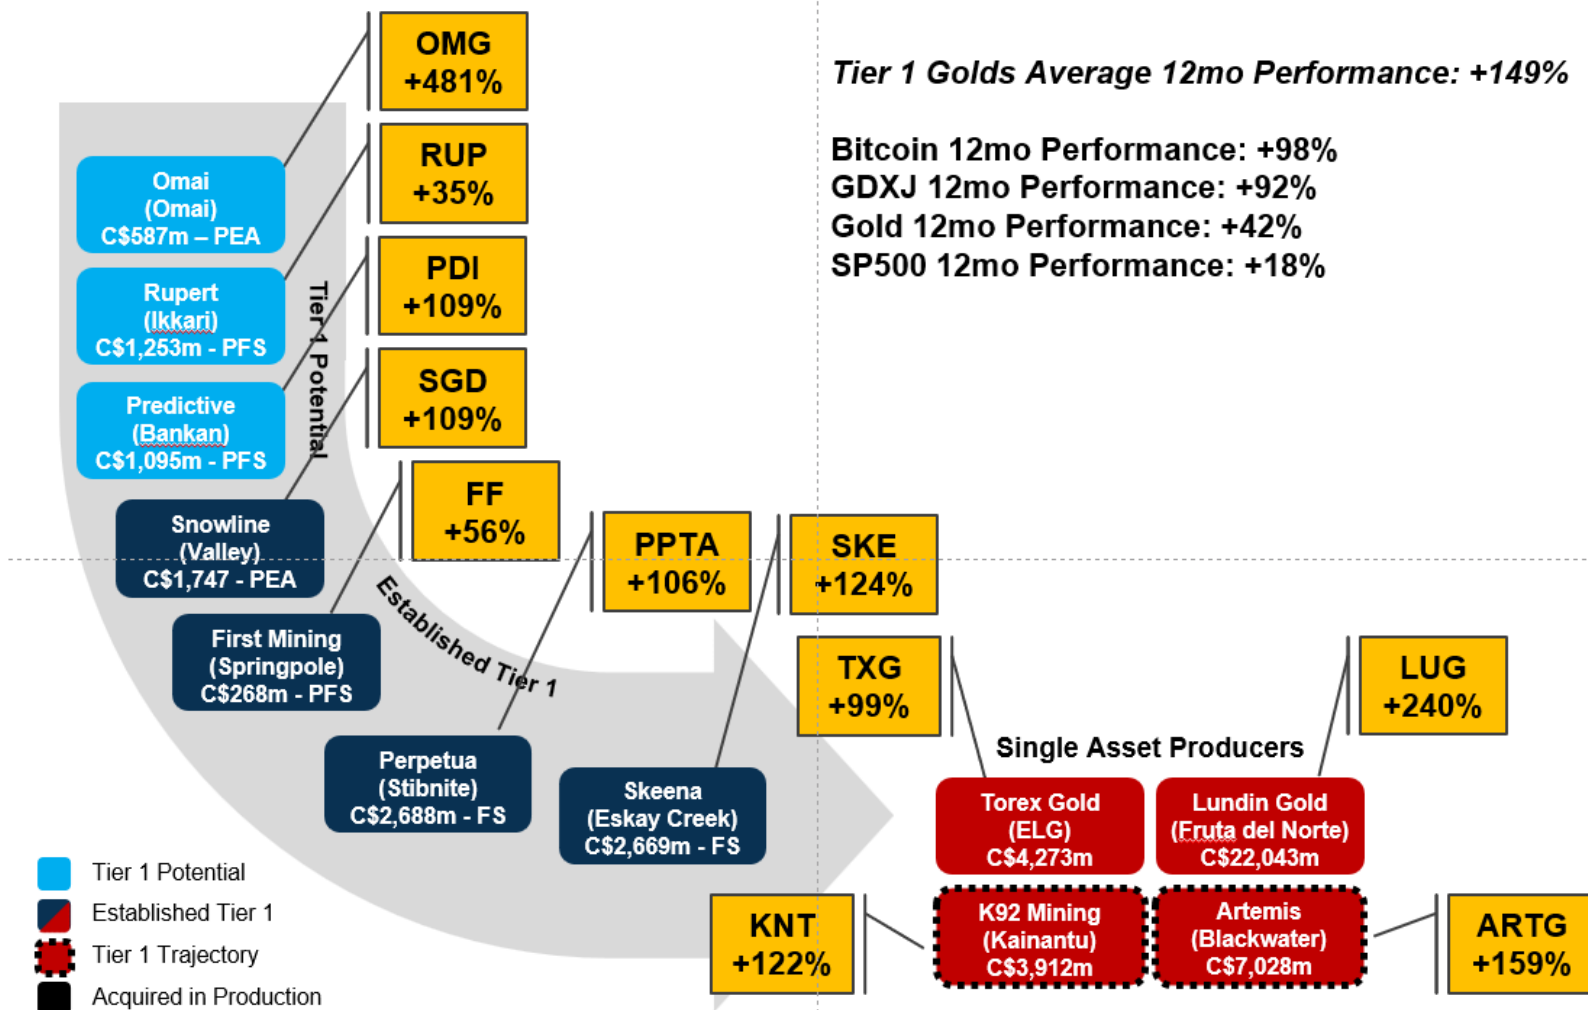 OMG
+481%
Tier 1 Golds Average 12mo Performance: +149%
Bitcoin 12mo Performance: +98%
GDXJ 12mo Performance: +92%
Gold 12mo Performance: +42%
SP500 12mo Performance: +18%
RUP
+35%
Omai
(Omai)
C$587m – PEA
PDI
+109%
Rupert
(Ikkari)
C$1,253m - PFS
Tier 1 Potential
SGD
+109%
Predictive
(Bankan)
C$1,095m - PFS
FF
+56%
Snowline
(Valley)
C$1,747 - PEA
PPTA
+106%
SKE
+124%
Established Tier 1
First Mining
(Springpole)
C$268m - PFS
TXG
+99%
LUG
+240%
Single Asset Producers
Perpetua
(Stibnite)
C$2,688m - FS
Skeena
(Eskay Creek)
C$2,669m - FS
Torex Gold
(ELG)
C$4,273m
Lundin Gold
(Fruta del Norte)
C$22,043m
KNT
+122%
K92 Mining
(Kainantu)
C$3,912m
Artemis
(Blackwater)
C$7,028m
ARTG
+159%
Tier 1 Potential
Established Tier 1
Tier 1 Trajectory
Acquired in Production